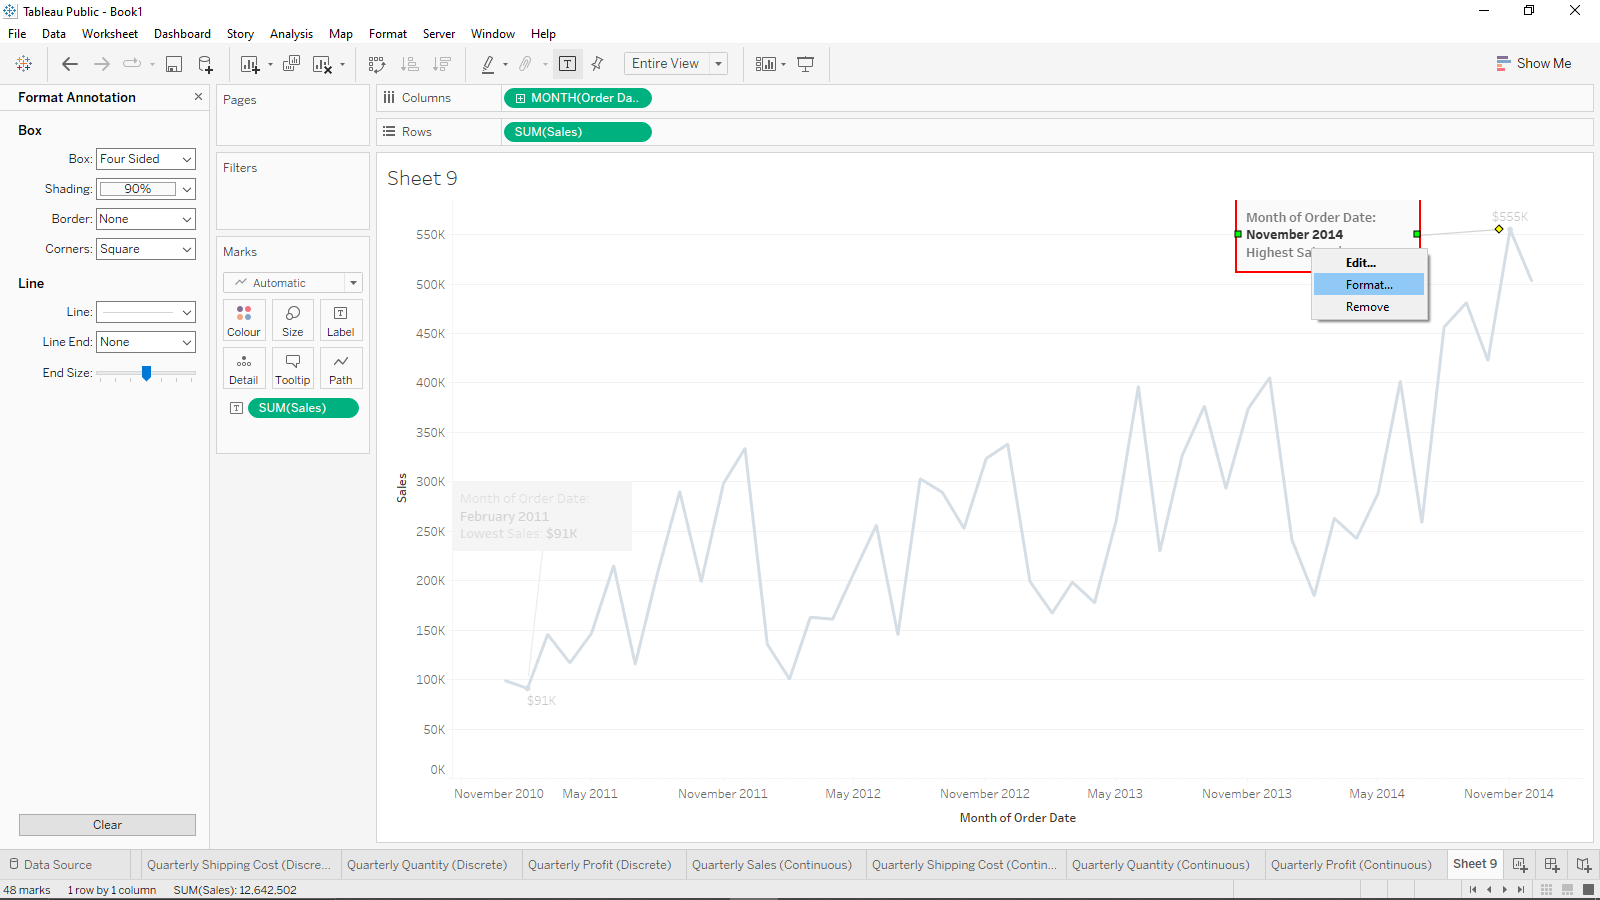 Tableau Public - Book1
File Data Worksheet Dashboard Story Analysis Map Format Server Window Help
Entire View
Show Me
Format Annotation
Box
Box: Four Sided
Shading: 90%
Border: None
Corners: Square
Line
Line:
Line End: None
End Size:
Clear
Pages
Filters
Marks
Automatic
Colour Size Label
Detail Tooltip Path
SUM(Sales)
Columns MONTH(Order Da..
Rows SUM(Sales)
Sheet 9
Month of Order Date:
November 2014
Highest Sa
Edit...
Format...
Remove
$555K
550K
500K
450K
400K
350K
300K
250K
200K
150K
100K
50K
0K
Sales
Month of Order Date:
February 2011
Lowest Sales: $91K
$91K
November 2010 May 2011 November 2011 May 2012 November 2012 May 2013 November 2013 May 2014 November 2014
Month of Order Date
Data Source Quarterly Shipping Cost (Discre... Quarterly Quantity (Discrete) Quarterly Profit (Discrete) Quarterly Sales (Continuous) Quarterly Shipping Cost (Contin... Quarterly Quantity (Continuous) Quarterly Profit (Continuous) Sheet 9
48 marks 1 row by 1 column SUM(Sales): 12,642,502